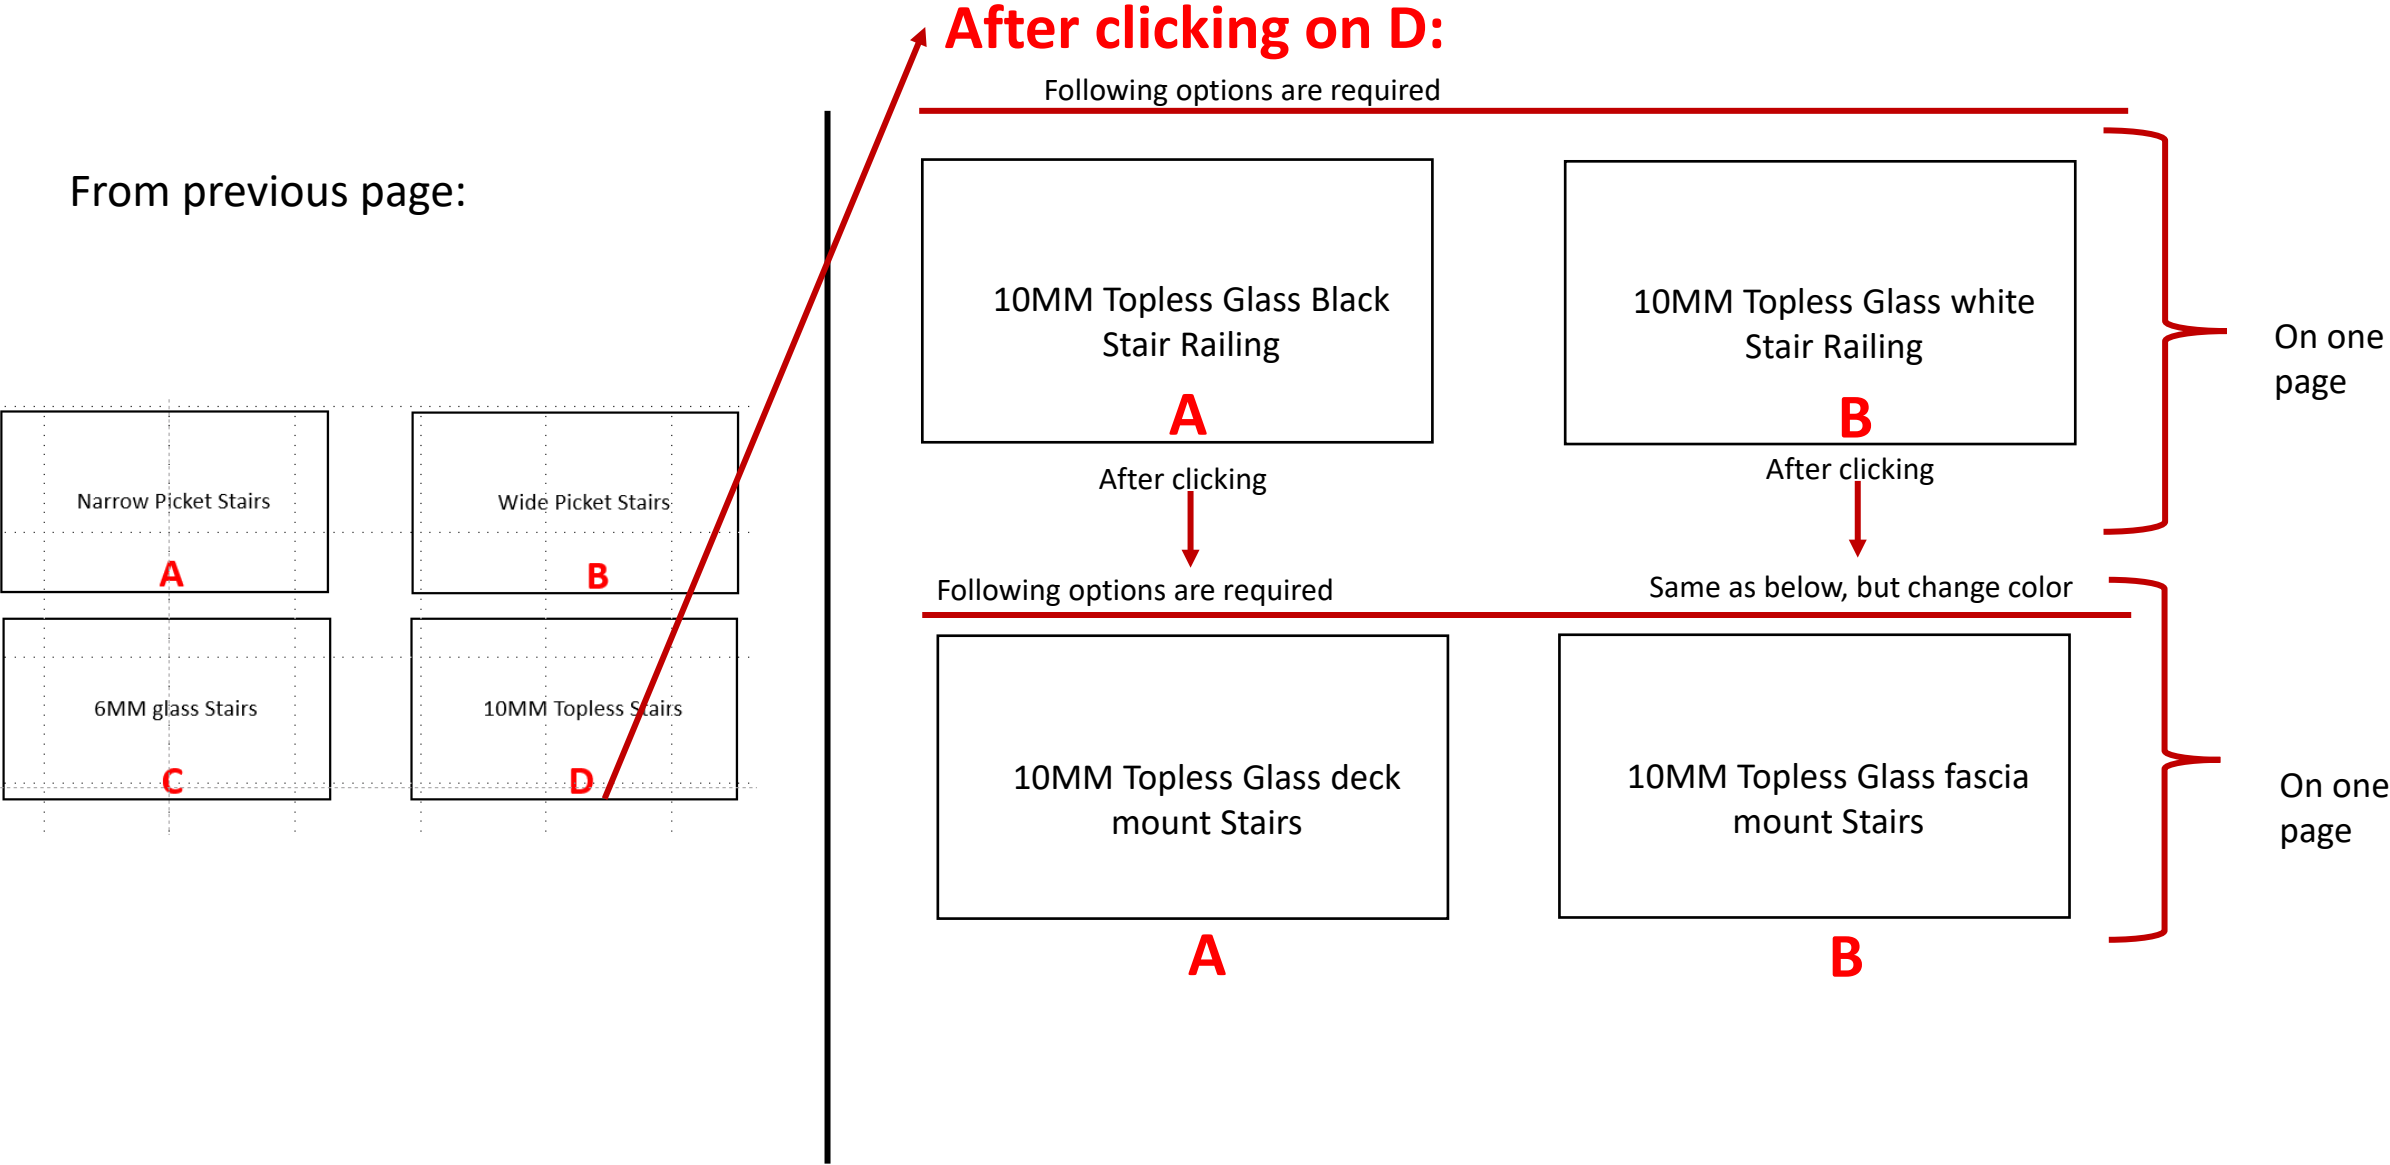 From previous page:
Narrow Picket Stairs
A
Wide Picket Stairs
B
6MM glass Stairs
C
10MM Topless Stairs
D
After clicking on D:
Following options are required
10MM Topless Glass Black
Stair Railing
A
10MM Topless Glass white
Stair Railing
B
On one
page
After clicking
After clicking
Following options are required
Same as below, but change color
10MM Topless Glass deck
mount Stairs
A
10MM Topless Glass fascia
mount Stairs
B
On one
page